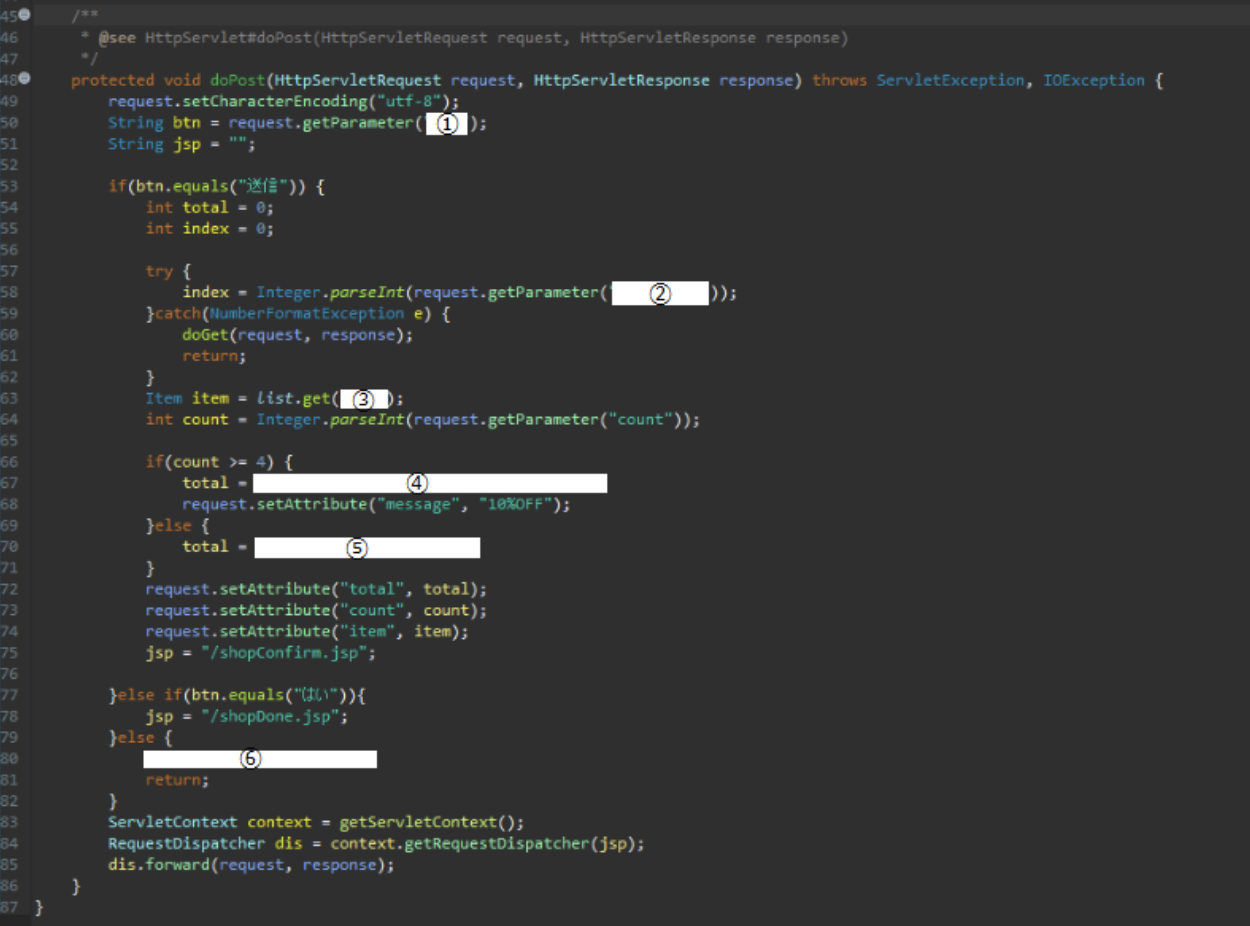 45 /**
46 * @see HttpServlet#doPost(HttpServletRequest request, HttpServletResponse response)
47 */
48 protected void doPost(HttpServletRequest request, HttpServletResponse response) throws ServletException, IOException {
49 request.setCharacterEncoding("utf-8");
50 String btn = request.getParameter(①);
51 String jsp = "";
52
53 if(btn.equals("送信")) {
54 int total = 0;
55 int index = 0;
56
57 try {
58 index = Integer.parseInt(request.getParameter(②));
59 }catch(NumberFormatException e) {
60 doGet(request, response);
61 return;
62 }
63 Item item = list.get(③);
64 int count = Integer.parseInt(request.getParameter("count"));
65
66 if(count >= 4) {
67 total = ④
68 request.setAttribute("message", "10%OFF");
69 }else {
70 total = ⑤
71 }
72 request.setAttribute("total", total);
73 request.setAttribute("count", count);
74 request.setAttribute("item", item);
75 jsp = "/shopConfirm.jsp";
76
77 }else if(btn.equals("はい")){
78 jsp = "/shopDone.jsp";
79 }else {
80 ⑥
81 return;
82 }
83 ServletContext context = getServletContext();
84 RequestDispatcher dis = context.getRequestDispatcher(jsp);
85 dis.forward(request, response);
86 }
87 }